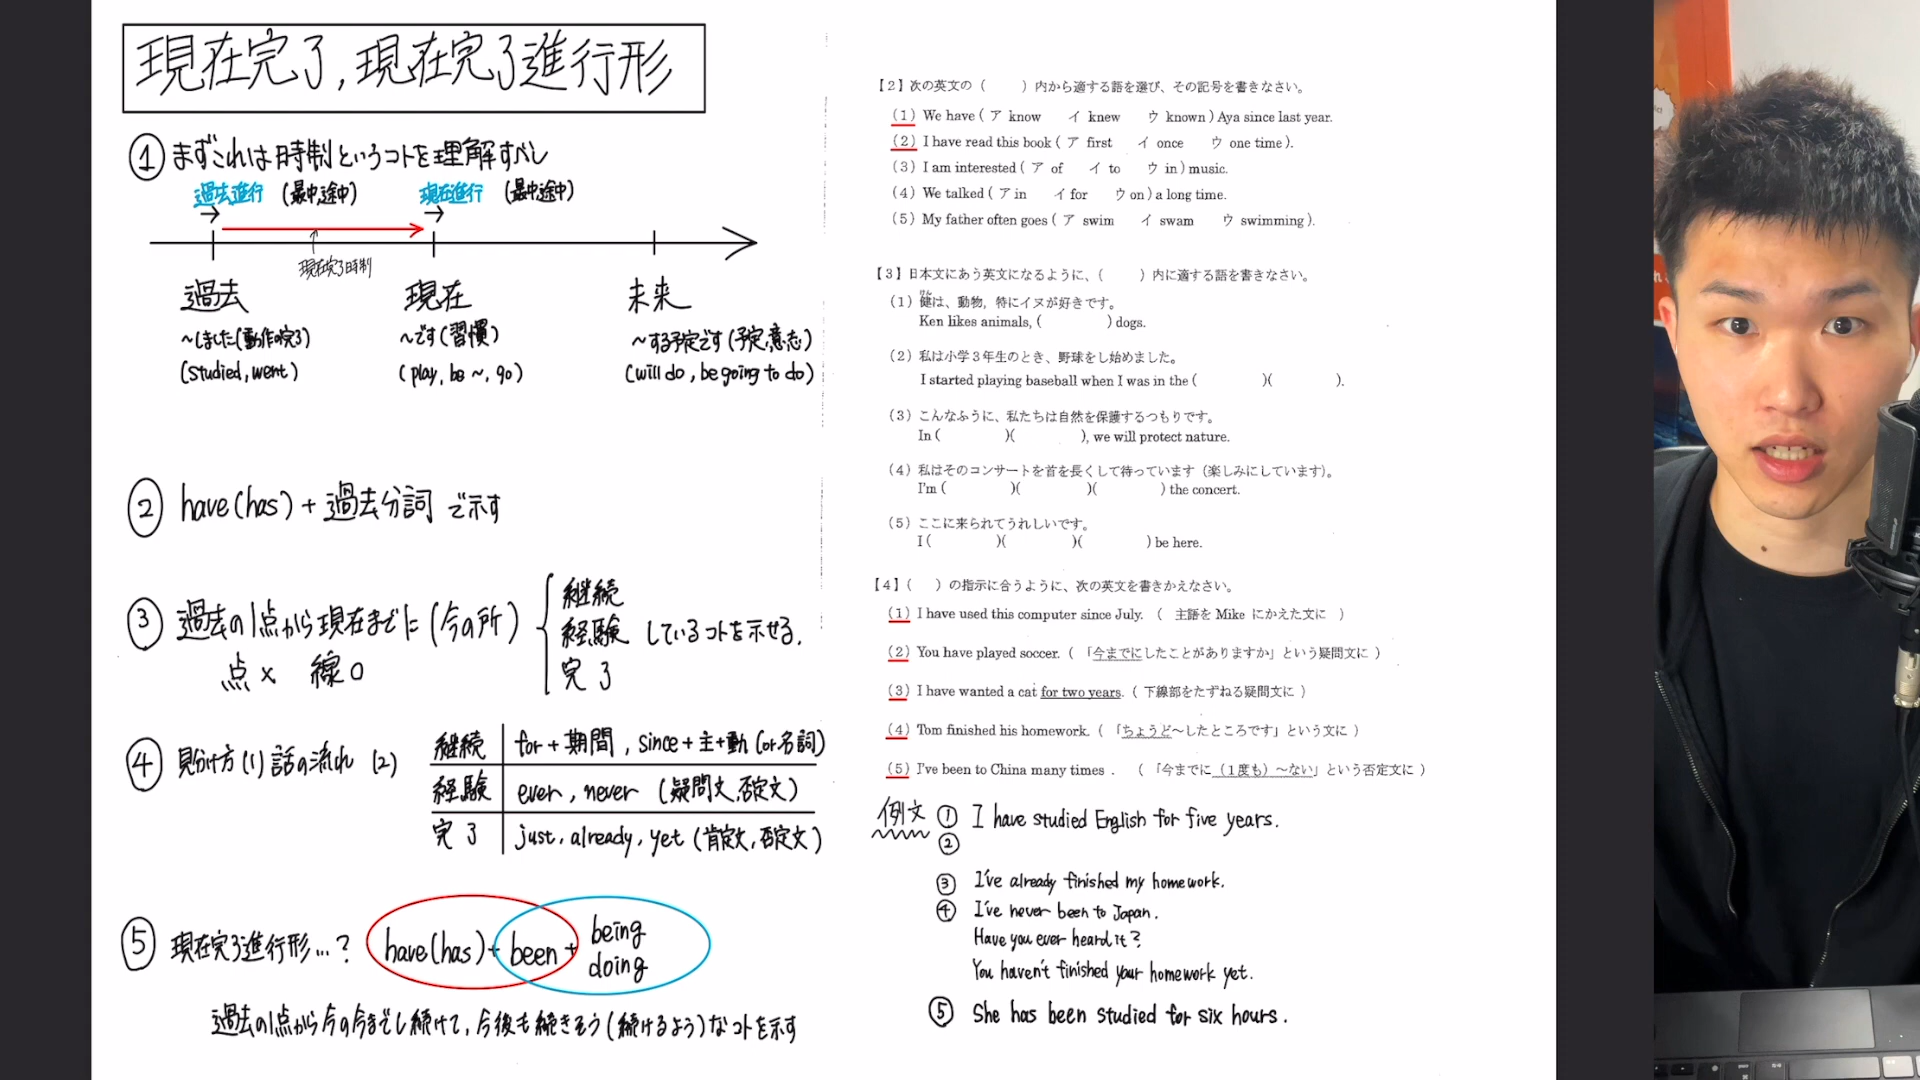 現在完了,現在完了進行形
① まずこれは時制というコトを理解すべし
過去進行 (最中,途中) 現在進行 (最中,途中)
現在完了時制
過去 現在 未来
~しました(動作の完了) ~です(習慣) ~する予定です(予定,意志)
(studied, went) (play, be ~, go) (will do, be going to do)
② have(has)+過去分詞 で示す
③ 過去の1点から現在までに(今の所) 継続 経験 完了 しているコトを示せる.
点× 線○
④ 見分け方 (1) 話の流れ (2)
継続 for+期間, since+主+動(or名詞)
経験 ever, never (疑問文,否定文)
完了 just, already, yet (肯定文,否定文)
⑤ 現在完了進行形…? have(has)+ been + being doing
過去の1点から今の今までし続けて,今後も続きそう(続けるよう)なコトを示す
【2】次の英文の( )内から適する語を選び、その記号を書きなさい。
(1) We have ( ア know イ knew ウ known ) Aya since last year.
(2) I have read this book ( ア first イ once ウ one time ).
(3) I am interested ( ア of イ to ウ in ) music.
(4) We talked ( ア in イ for ウ on ) a long time.
(5) My father often goes ( ア swim イ swam ウ swimming ).
【3】日本文にあう英文になるように、( )内に適する語を書きなさい。
(1) 健は、動物，特にイヌが好きです。
Ken likes animals, ( ) dogs.
(2) 私は小学3年生のとき、野球をし始めました。
I started playing baseball when I was in the ( )( ).
(3) こんなふうに、私たちは自然を保護するつもりです。
In ( )( ), we will protect nature.
(4) 私はそのコンサートを首を長くして待っています(楽しみにしています)。
I'm ( )( )( ) the concert.
(5) ここに来られてうれしいです。
I ( )( )( ) be here.
【4】( )の指示に合うように、次の英文を書きかえなさい。
(1) I have used this computer since July. ( 主語を Mike にかえた文に )
(2) You have played soccer. (「今までにしたことがありますか」という疑問文に )
(3) I have wanted a cat for two years. ( 下線部をたずねる疑問文に )
(4) Tom finished his homework. (「ちょうど~したところです」という文に )
(5) I've been to China many times . (「今までに(1度も)~ない」という否定文に )
例文 ① I have studied English for five years.
②
③ I've already finished my homework.
④ I've never been to Japan.
Have you ever heard it?
You haven't finished your homework yet.
⑤ She has been studied for six hours.